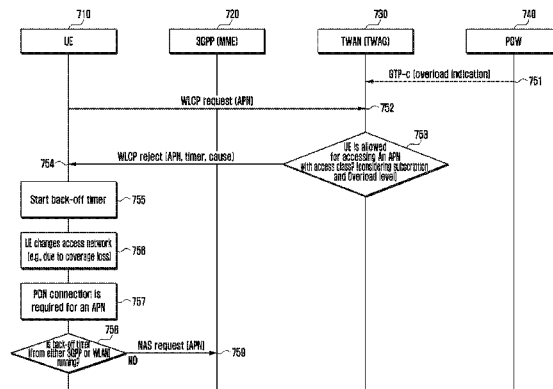 710
720
730
740
UE
3GPP (MME)
TWAN (TWAG)
PGW
GTP-c (overload indication)
751
WLCP request (APN)
752
753
UE is allowed
for accessing An APN
with access class? (considering subscription
and Overload level)
WLCP reject (APN, timer, cause)
754
Start back-off timer
755
UE changes access network
(e.g., due to coverage loss)
756
PDN connection is
required for an APN
757
758
Is back-off timer
(from either 3GPP or WLAN)
running?
NO
NAS request (APN)
759